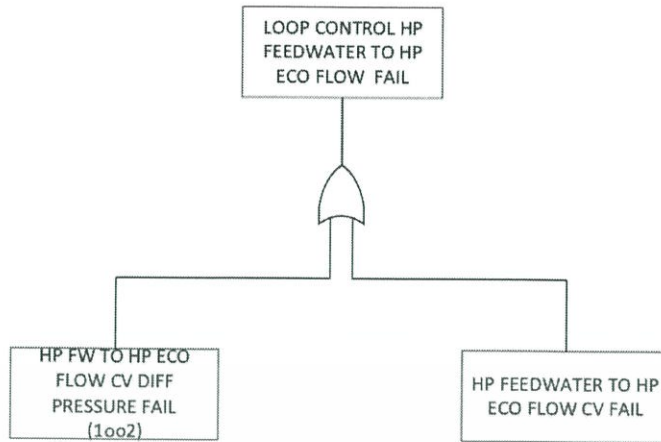 LOOP CONTROL HP
FEEDWATER TO HP
ECO FLOW FAIL
HP FW TO HP ECO
FLOW CV DIFF
PRESSURE FAIL
(1oo2)
HP FEEDWATER TO HP
ECO FLOW CV FAIL